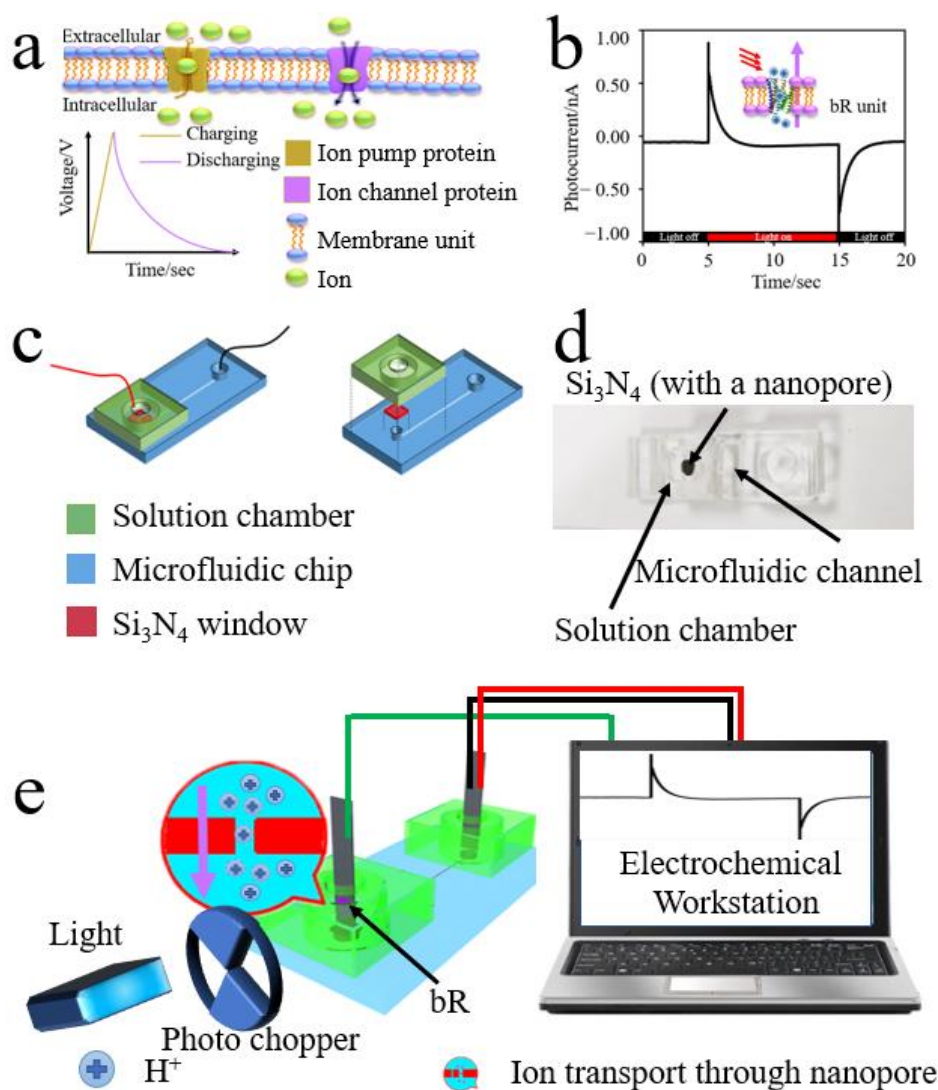 a
Extracellular
Intracellular
Voltage/V
Charging
Discharging
Time/sec
Ion pump protein
Ion channel protein
Membrane unit
Ion
b
Photocurrent/nA
1.00
0.50
0.00
−0.50
−1.00
bR unit
Light off
Light on
Light off
0 5 10 15 20
Time/sec
c
Solution chamber
Microfluidic chip
Si₃N₄ window
d
Si₃N₄ (with a nanopore)
Microfluidic channel
Solution chamber
e
Light
Photo chopper
bR
Electrochemical
Workstation
H⁺
Ion transport through nanopore